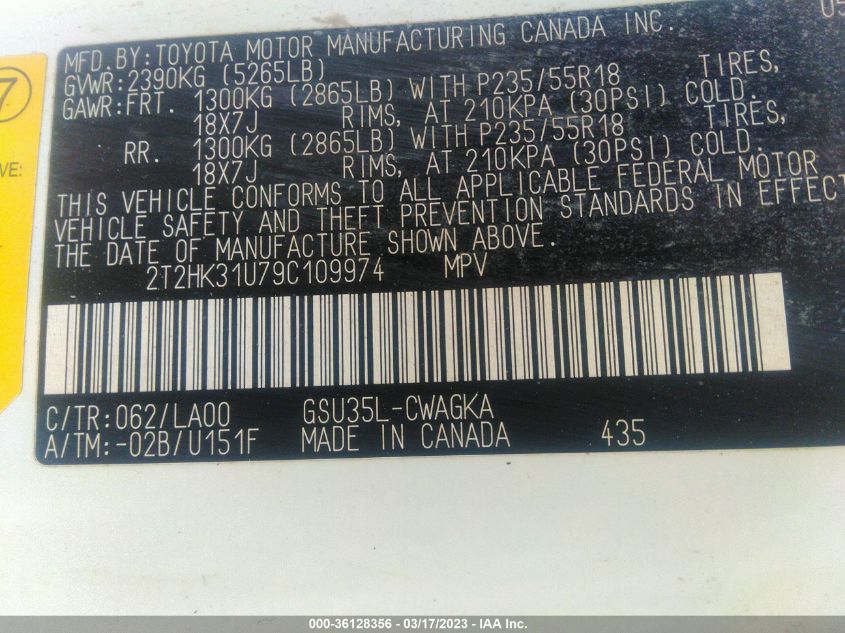 05
MFD.BY:TOYOTA MOTOR MANUFACTURING CANADA INC.
GVWR:2390KG (5265LB)
GAWR:FRT. 1300KG (2865LB) WITH P235/55R18 TIRES,
18X7J RIMS, AT 210KPA (30PSI) COLD.
RR. 1300KG (2865LB) WITH P235/55R18 TIRES,
18X7J RIMS, AT 210KPA (30PSI) COLD.
THIS VEHICLE CONFORMS TO ALL APPLICABLE FEDERAL MOTOR
VEHICLE SAFETY AND THEFT PREVENTION STANDARDS IN EFFECT
THE DATE OF MANUFACTURE SHOWN ABOVE.
2T2HK31U79C109974 MPV
C/TR:062/LA00 GSU35L-CWAGKA
A/TM:-02B/U151F MADE IN CANADA 435
7
VE:
000-36128356 - 03/17/2023 - IAA Inc.